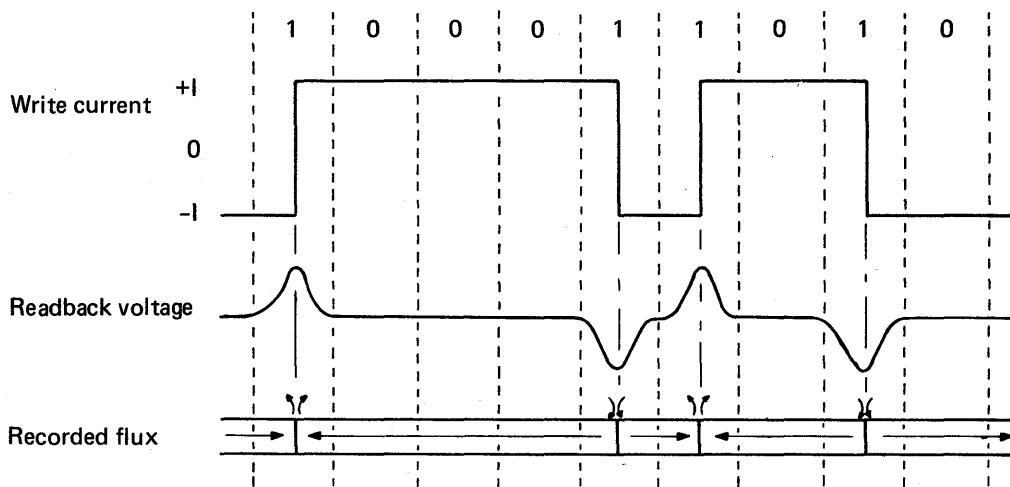 1 0 0 0 1 1 0 1 0
+I
Write current
0
–I
Readback voltage
Recorded flux